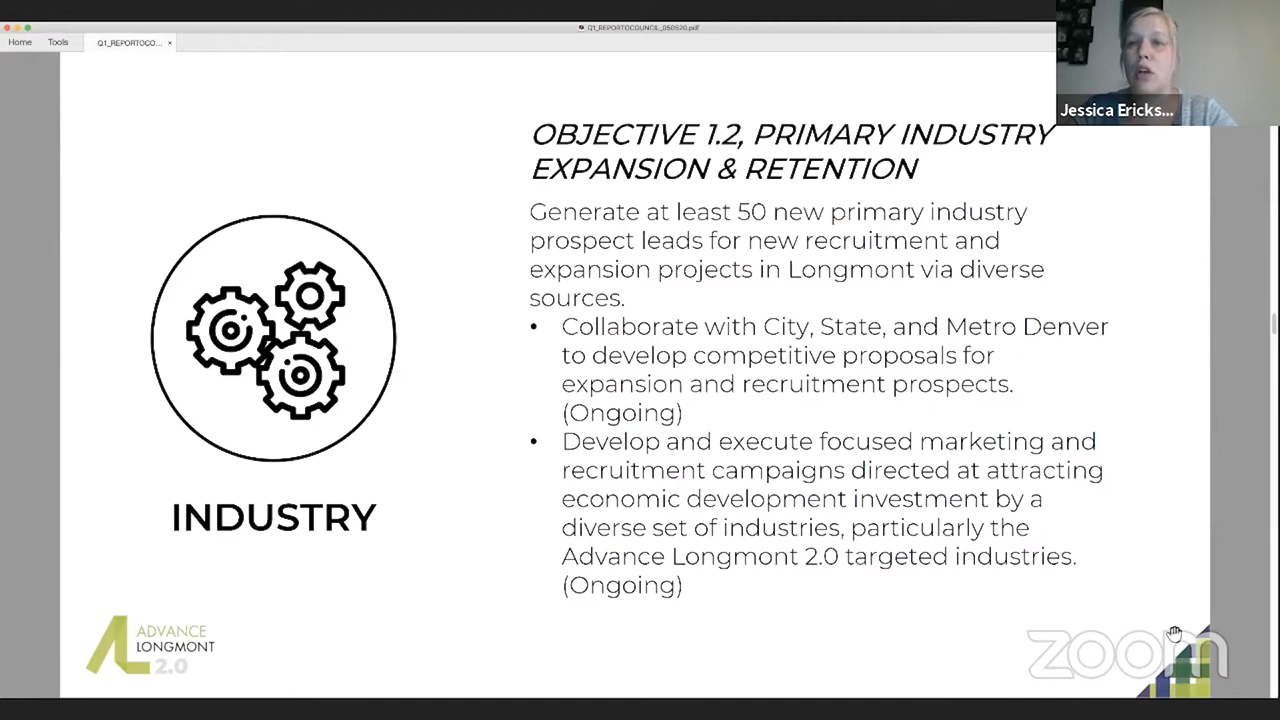 Q1_REPORTOCOUNCIL_050520.pdf
Home Tools Q1_REPORTOCO... ×
Jessica Ericks...
OBJECTIVE 1.2, PRIMARY INDUSTRY
EXPANSION & RETENTION
Generate at least 50 new primary industry
prospect leads for new recruitment and
expansion projects in Longmont via diverse
sources.
• Collaborate with City, State, and Metro Denver
to develop competitive proposals for
expansion and recruitment prospects.
(Ongoing)
• Develop and execute focused marketing and
recruitment campaigns directed at attracting
economic development investment by a
diverse set of industries, particularly the
Advance Longmont 2.0 targeted industries.
(Ongoing)
INDUSTRY
ADVANCE
LONGMONT
2.0
zoom